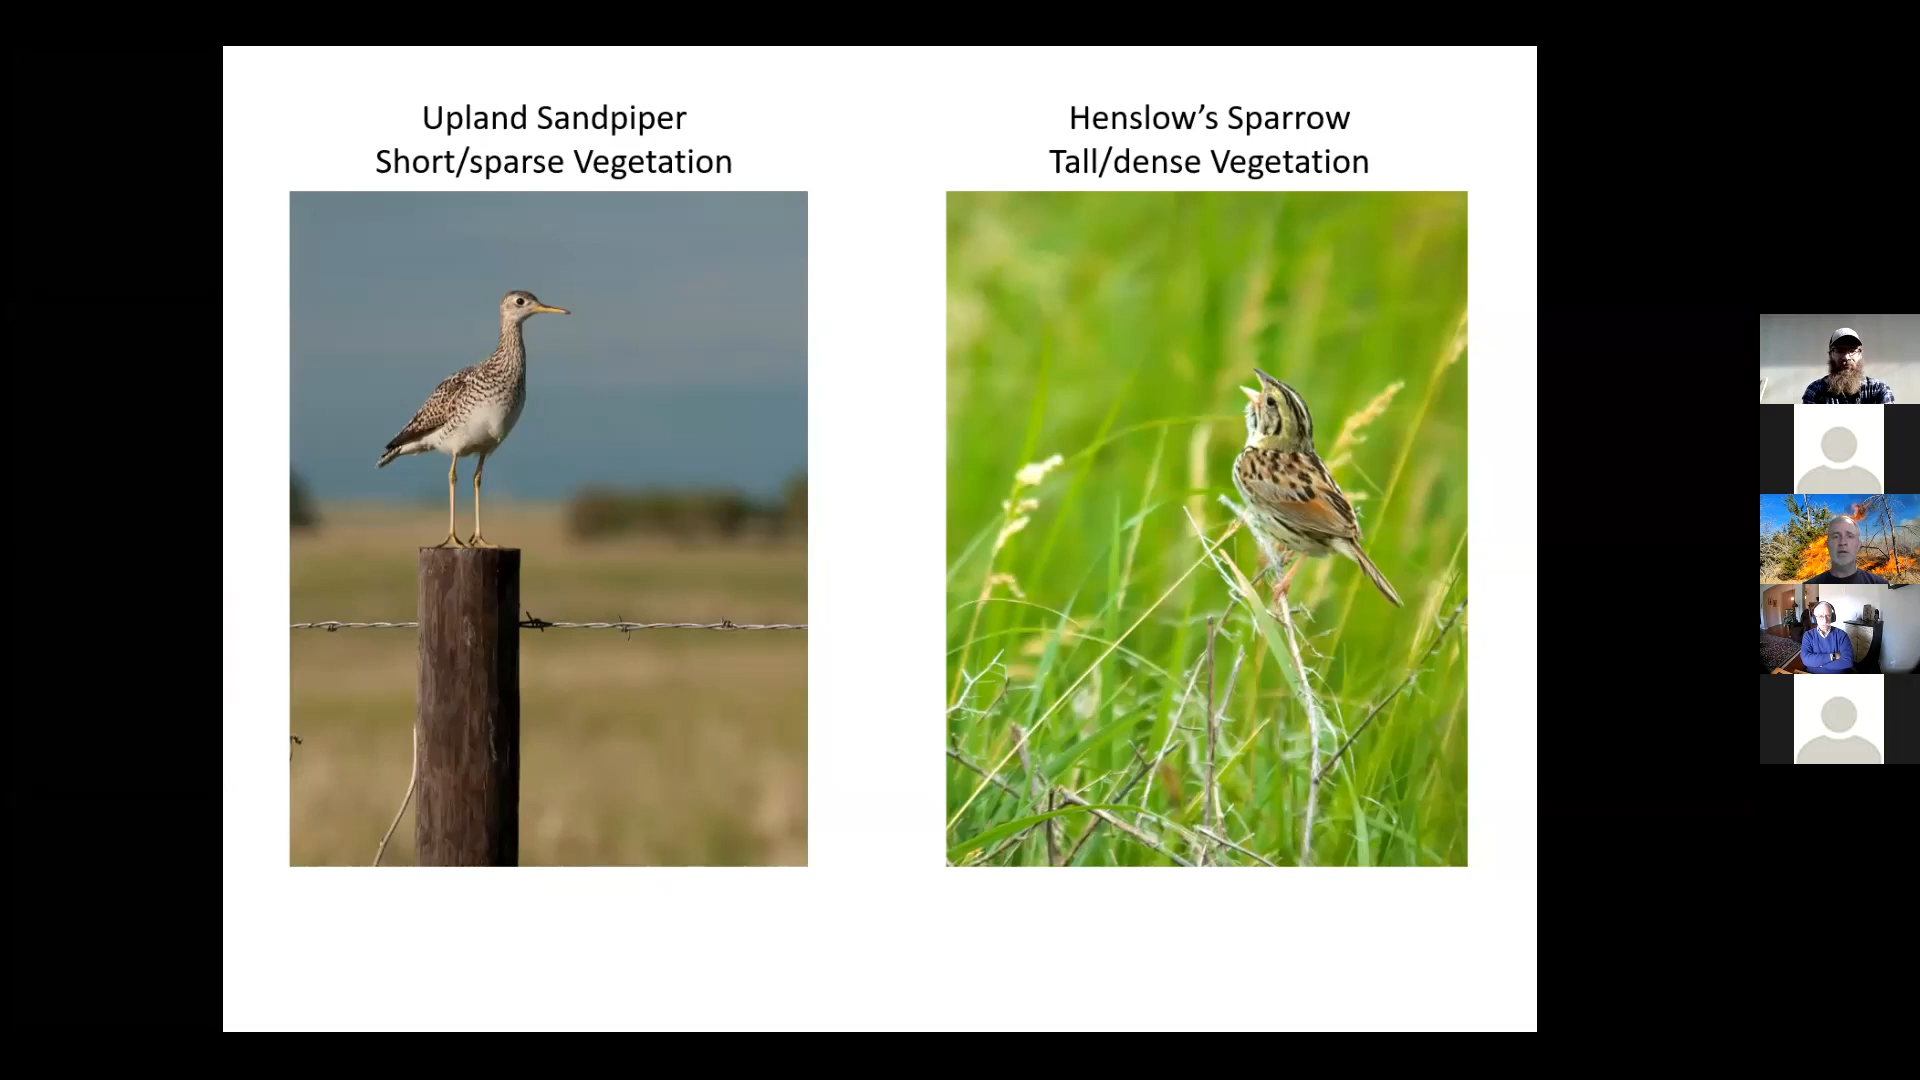 Upland Sandpiper
Short/sparse Vegetation
Henslow’s Sparrow
Tall/dense Vegetation